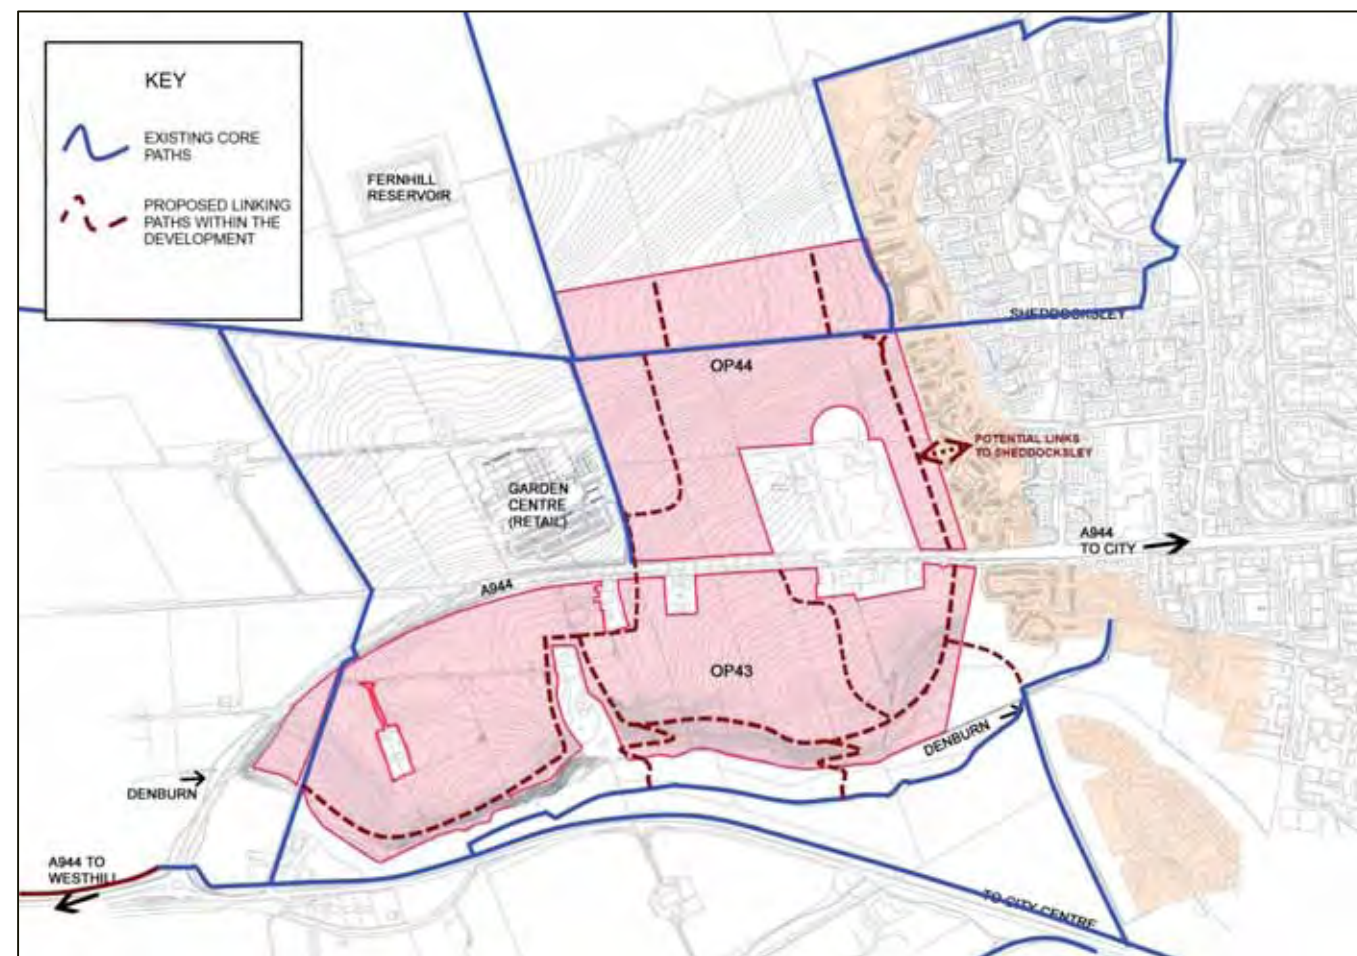 KEY
EXISTING CORE
PATHS
PROPOSED LINKING
PATHS WITHIN THE
DEVELOPMENT
FERNHILL
RESERVOIR
SHEDDOCKSLEY
OP44
POTENTIAL LINKS
TO SHEDDOCKSLEY
GARDEN
CENTRE
(RETAIL)
A944
TO CITY
A944
OP43
DENBURN
DENBURN
A944 TO
WESTHILL
TO CITY CENTRE